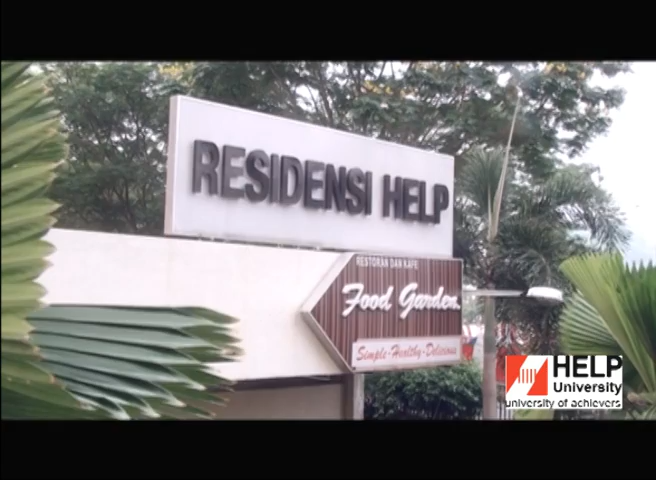 RESIDENSI HELP
RESTORAN DAN KAFE
Food Garden
Simple-Healthy-Delicious
HELP
University
university of achievers